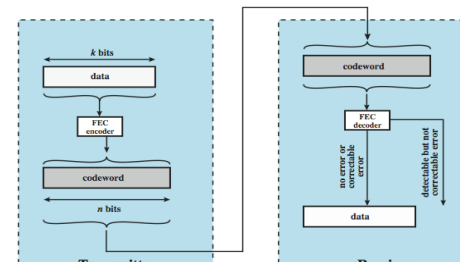 k bits
data
FEC
encoder
codeword
n bits
codeword
FEC
decoder
no error or
correctable
error
detectable but not
correctable error
data